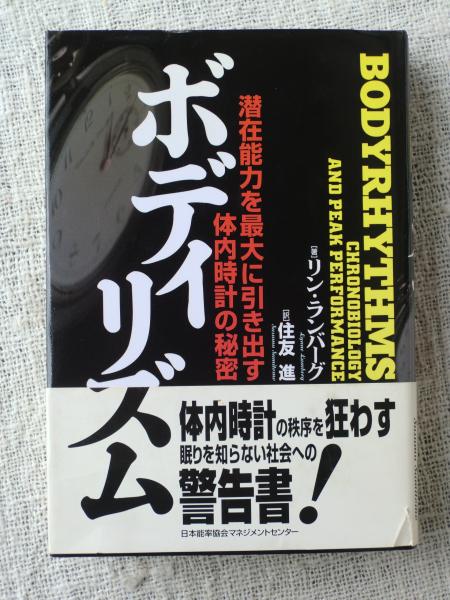 BODYRHYTHMS
CHRONOBIOLOGY
AND PEAK PERFORMANCE
[著]リン・ランバーグ
Lynne Lamberg
[訳]住友 進
Susumu Sumitomo
潜在能力を最大に引き出す
体内時計の秘密
ボディリズム
体内時計の秩序を狂わす
眠りを知らない社会への
警告書!
日本能率協会マネジメントセンター